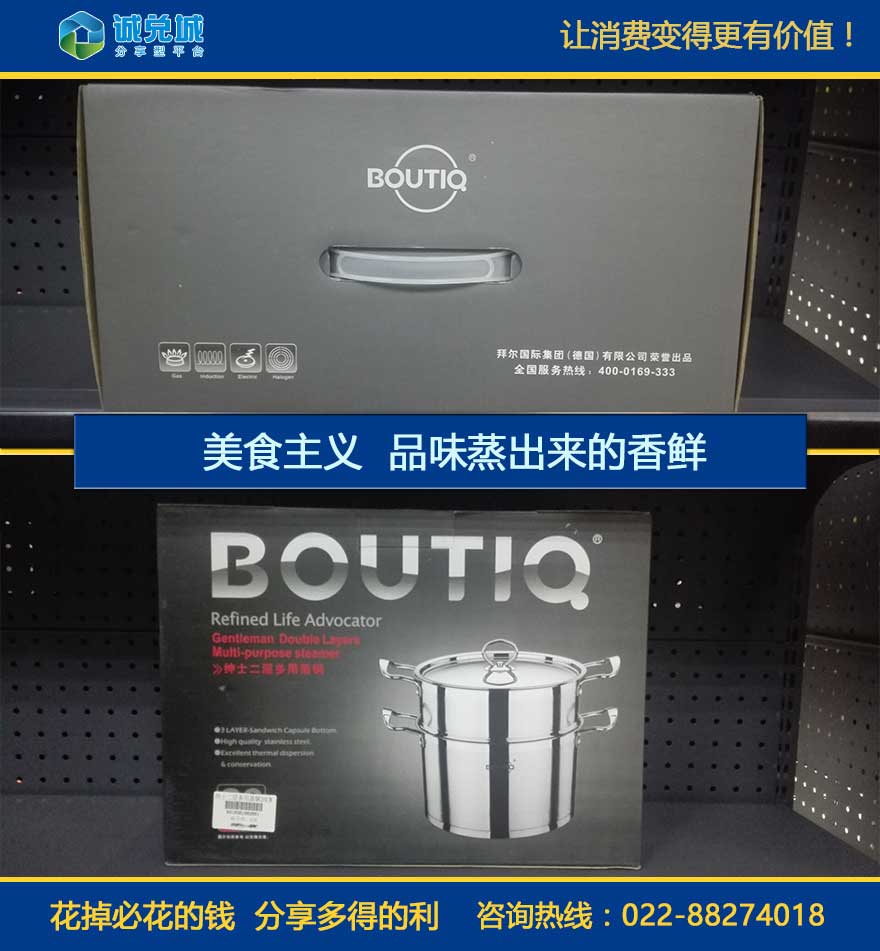 诚兑城
分享型平台
让消费变得更有价值！
BOUTIQ®
Gas Induction Electric Halogen
拜尔国际集团（德国）有限公司荣誉出品
全国服务热线：400-0169-333
美食主义 品味蒸出来的香鲜
BOUTIQ®
Refined Life Advocator
Gentleman Double Layers
Multi-purpose steamer
绅士二层多用蒸锅
3 LAYER-Sandwich Capsule Bottom.
High quality stainless steel.
Excellent thermal dispersion
& conservation.
BOUTIQ
花掉必花的钱 分享多得的利 咨询热线：022-88274018